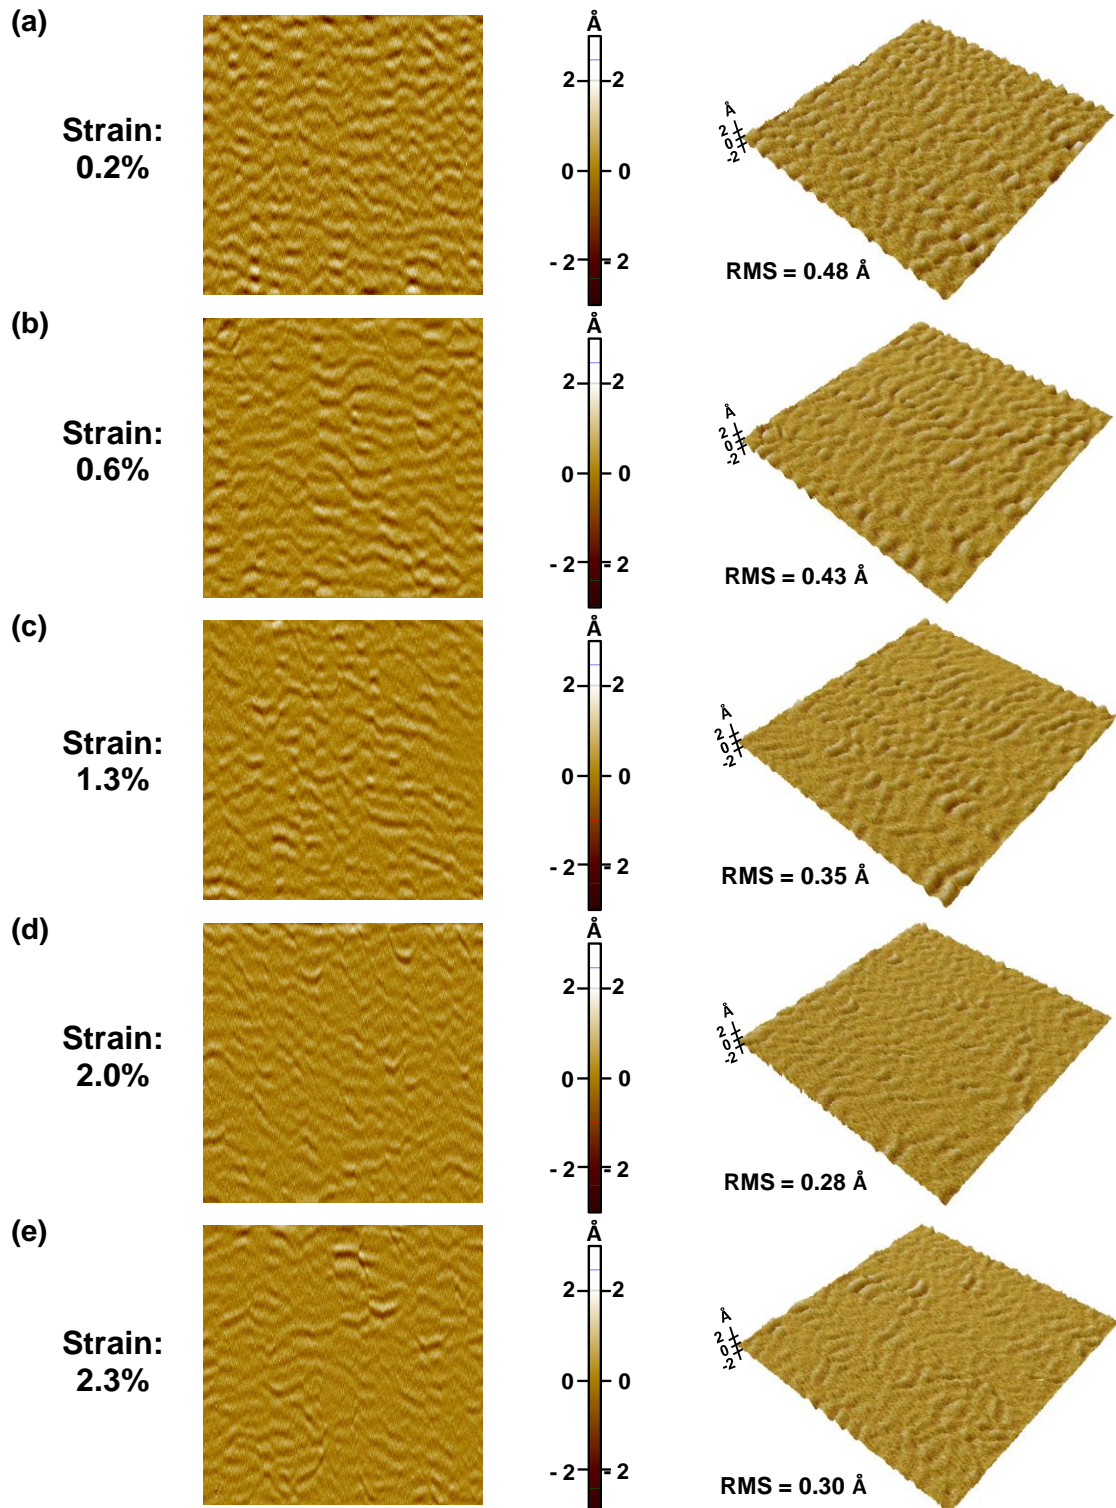 (a)
Strain:
0.2%
Å
2 2
0 0
- 2 - 2
Å
2
0
-2
RMS = 0.48 Å
(b)
Strain:
0.6%
Å
2 2
0 0
- 2 - 2
Å
2
0
-2
RMS = 0.43 Å
(c)
Strain:
1.3%
Å
2 2
0 0
- 2 - 2
Å
2
0
-2
RMS = 0.35 Å
(d)
Strain:
2.0%
Å
2 2
0 0
- 2 - 2
Å
2
0
-2
RMS = 0.28 Å
(e)
Strain:
2.3%
Å
2 2
0 0
- 2 - 2
Å
2
0
-2
RMS = 0.30 Å